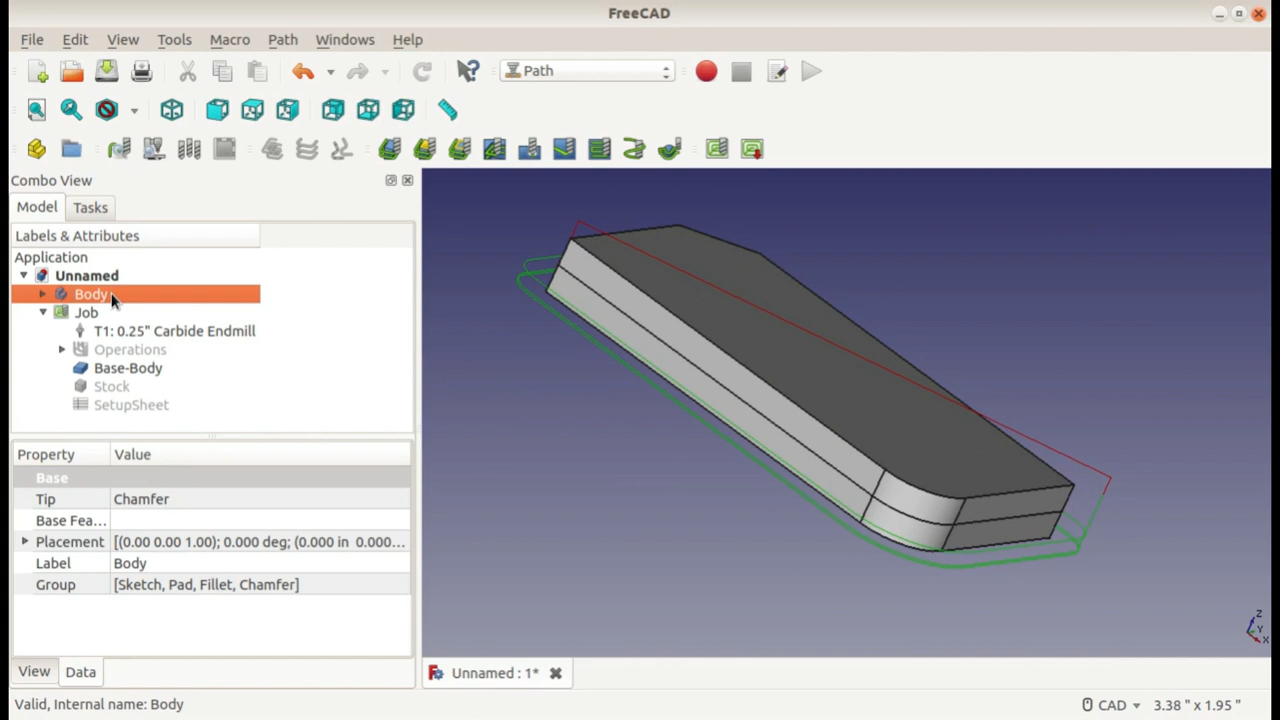 FreeCAD
File Edit View Tools Macro Path Windows Help
Path
Combo View
Model Tasks
Labels & Attributes
Application
Unnamed
Body
Job
T1: 0.25" Carbide Endmill
Operations
Base-Body
Stock
SetupSheet
Property Value
Base
Tip Chamfer
Base Fea...
Placement [(0.00 0.00 1.00); 0.000 deg; (0.000 in 0.000...
Label Body
Group [Sketch, Pad, Fillet, Chamfer]
View Data
Unnamed : 1*
Z
Y
X
Valid, Internal name: Body
CAD 3.38 " x 1.95 "